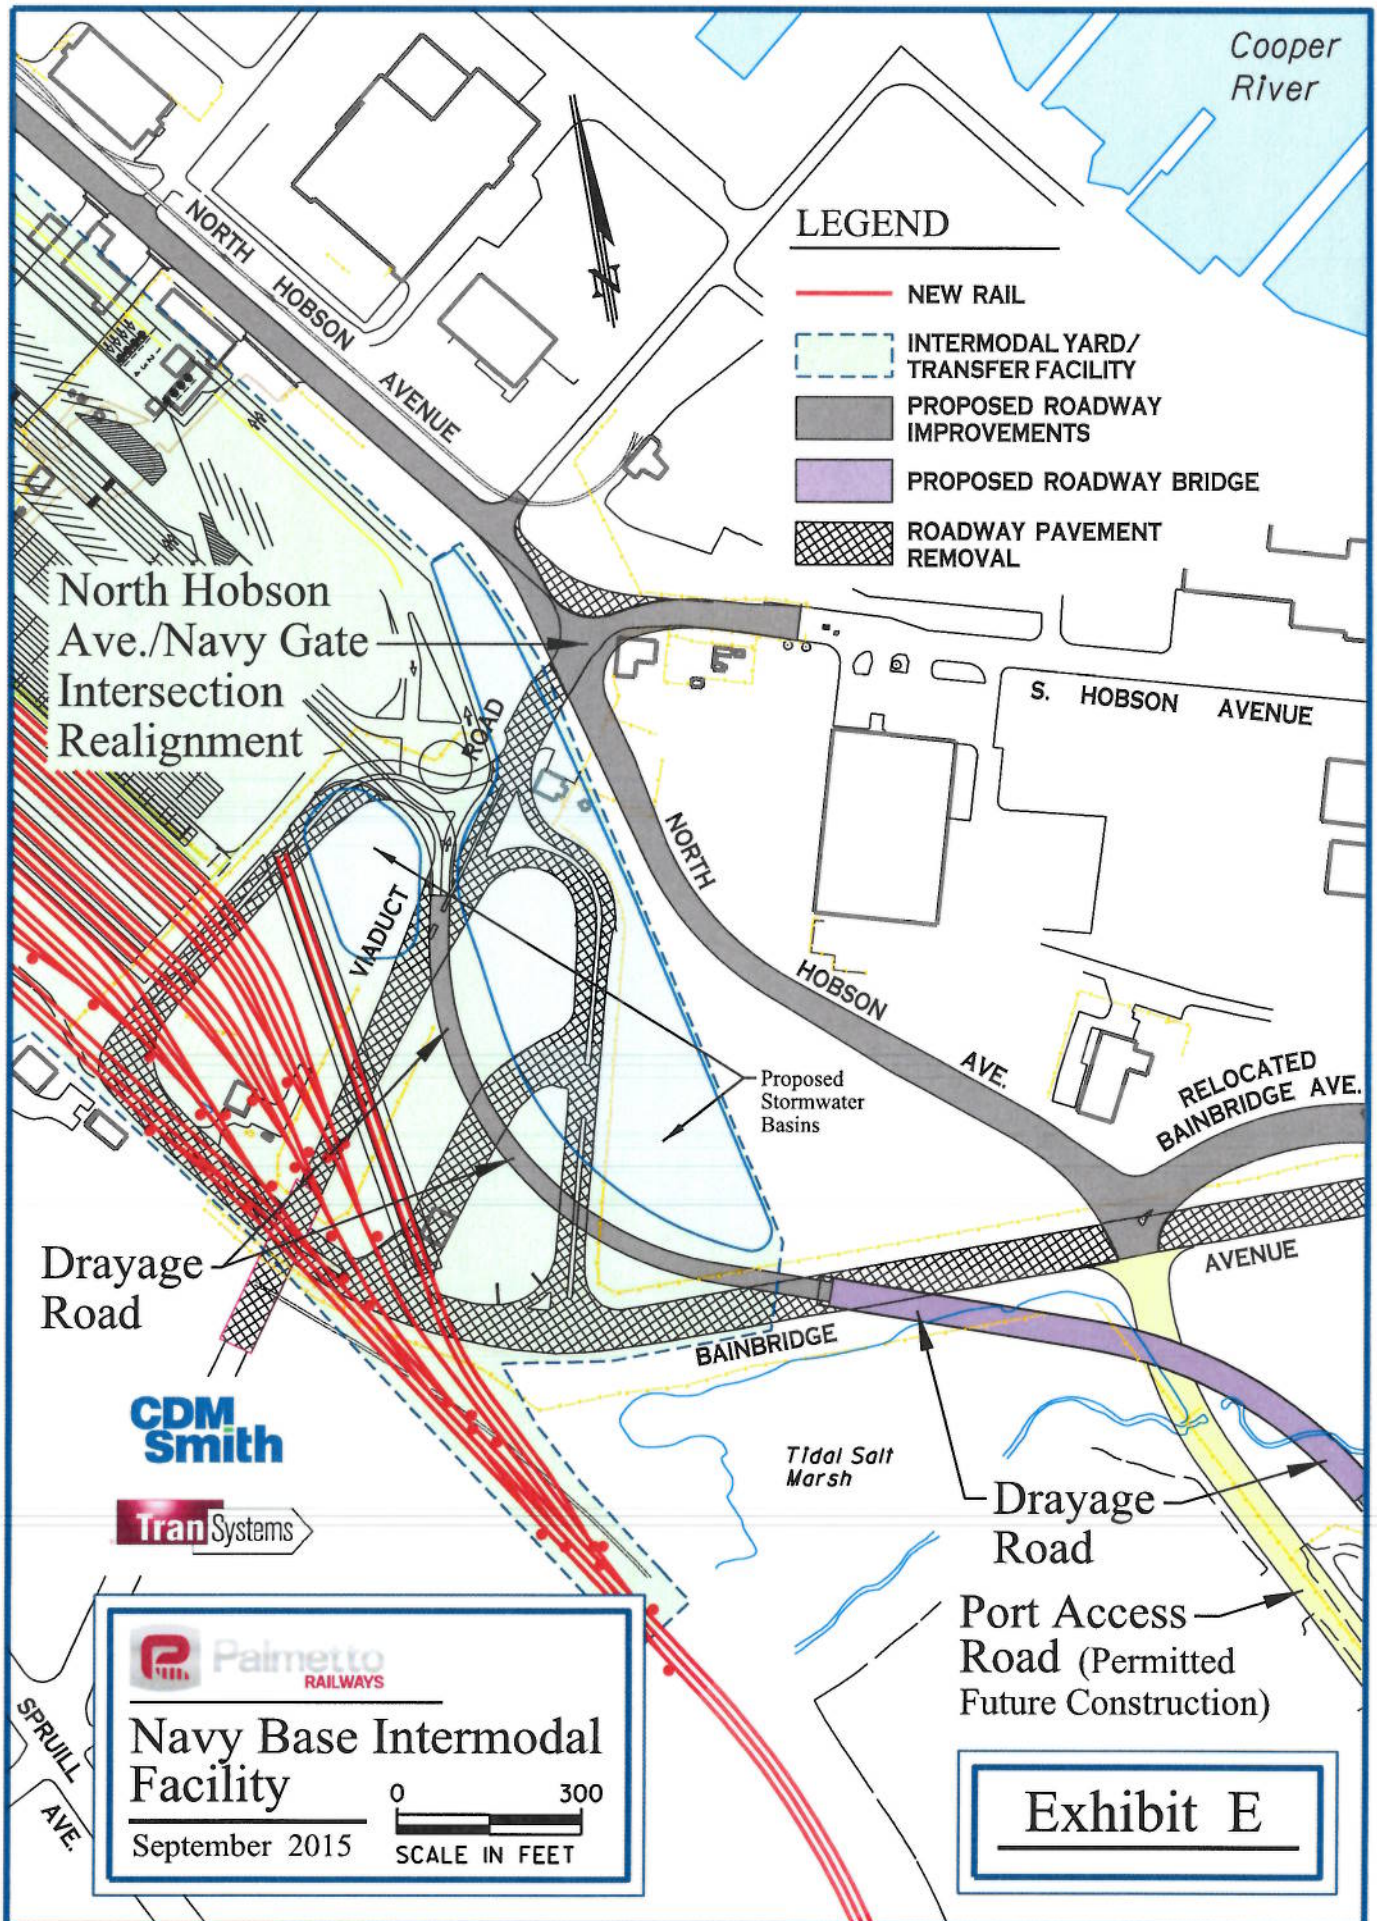 Cooper
River
LEGEND
NEW RAIL
INTERMODAL YARD/
TRANSFER FACILITY
PROPOSED ROADWAY
IMPROVEMENTS
PROPOSED ROADWAY BRIDGE
ROADWAY PAVEMENT
REMOVAL
N
NORTH HOBSON AVENUE
North Hobson
Ave./Navy Gate
Intersection
Realignment
S. HOBSON AVENUE
VIADUCT ROAD
NORTH HOBSON AVE.
RELOCATED
BAINBRIDGE AVE.
Proposed
Stormwater
Basins
Drayage
Road
BAINBRIDGE AVENUE
Tidal Salt
Marsh
Drayage
Road
Port Access
Road (Permitted
Future Construction)
CDM
Smith
TranSystems
SPRUILL
AVE.
Palmetto
RAILWAYS
Navy Base Intermodal
Facility
September 2015
0 300
SCALE IN FEET
Exhibit E